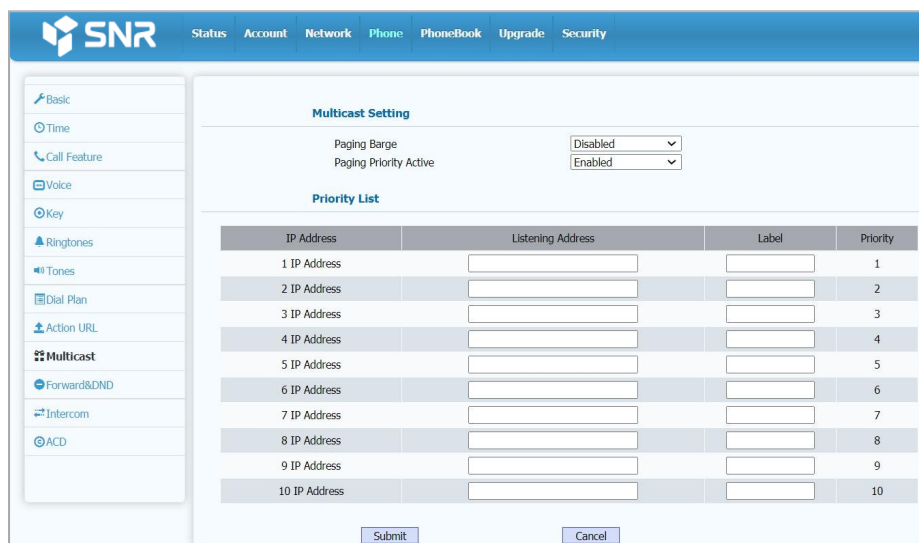 SNR Status Account Network Phone PhoneBook Upgrade Security
Basic
Time
Call Feature
Voice
Key
Ringtones
Tones
Dial Plan
Action URL
Multicast
Forward&DND
Intercom
ACD
Multicast Setting
Paging Barge Disabled
Paging Priority Active Enabled
Priority List
IP Address Listening Address Label Priority
1 IP Address 1
2 IP Address 2
3 IP Address 3
4 IP Address 4
5 IP Address 5
6 IP Address 6
7 IP Address 7
8 IP Address 8
9 IP Address 9
10 IP Address 10
Submit Cancel